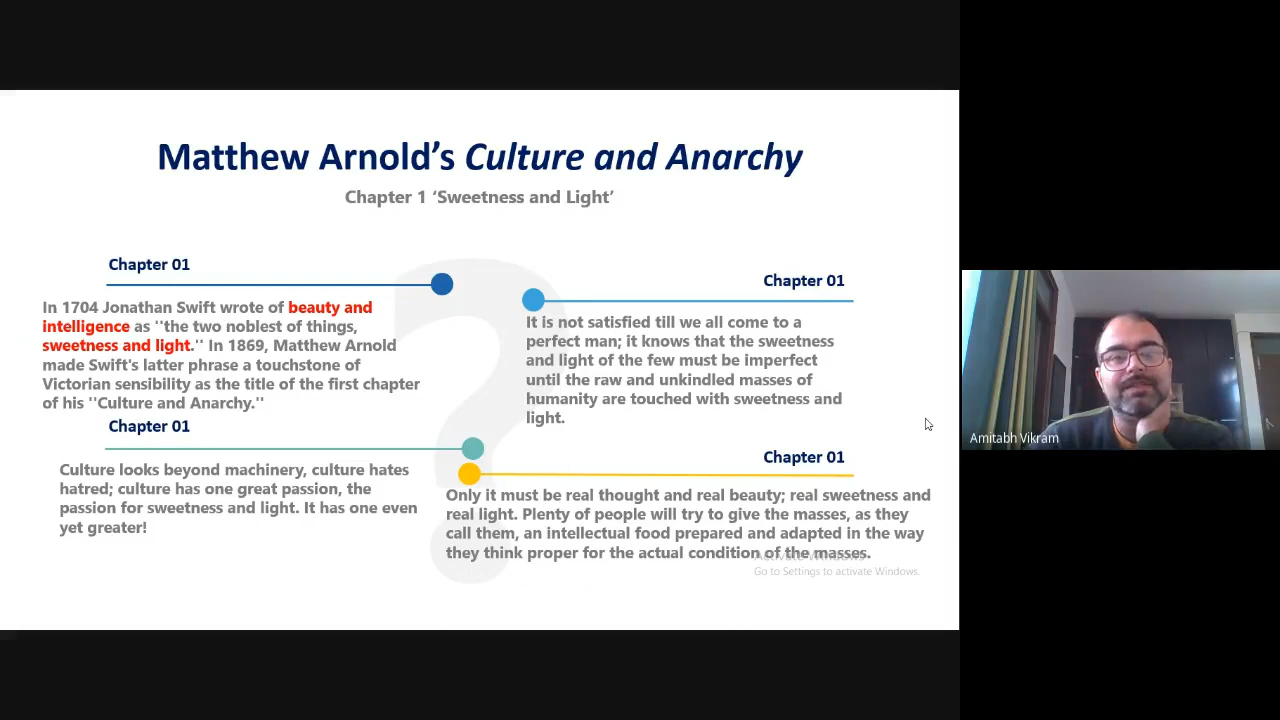 Matthew Arnold’s Culture and Anarchy
Chapter 1 ‘Sweetness and Light’
Chapter 01
In 1704 Jonathan Swift wrote of beauty and
intelligence as ''the two noblest of things,
sweetness and light.'' In 1869, Matthew Arnold
made Swift's latter phrase a touchstone of
Victorian sensibility as the title of the first chapter
of his ''Culture and Anarchy.''
Chapter 01
Culture looks beyond machinery, culture hates
hatred; culture has one great passion, the
passion for sweetness and light. It has one even
yet greater!
Chapter 01
It is not satisfied till we all come to a
perfect man; it knows that the sweetness
and light of the few must be imperfect
until the raw and unkindled masses of
humanity are touched with sweetness and
light.
Chapter 01
Only it must be real thought and real beauty; real sweetness and
real light. Plenty of people will try to give the masses, as they
call them, an intellectual food prepared and adapted in the way
they think proper for the actual condition of the masses.
Activate Windows
Go to Settings to activate Windows.
Amitabh Vikram